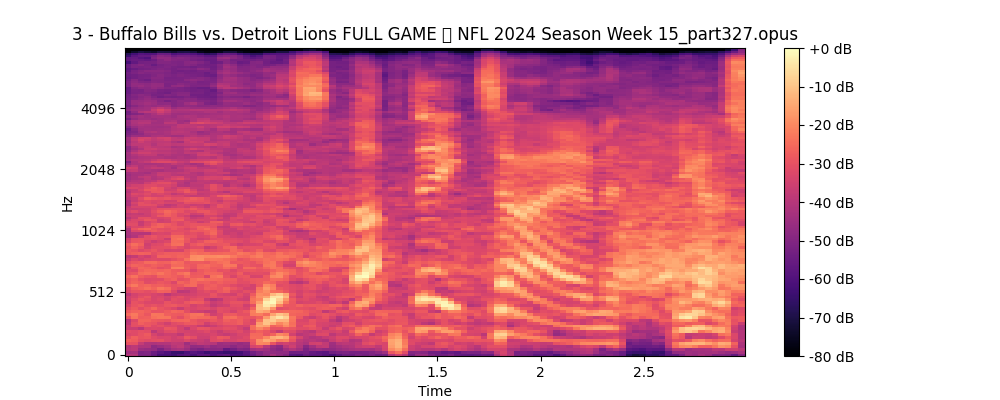 3 - Buffalo Bills vs. Detroit Lions FULL GAME ▯ NFL 2024 Season Week 15_part327.opus
4096
2048
1024
512
0
Hz
0
0.5
1
1.5
2
2.5
Time
+0 dB
-10 dB
-20 dB
-30 dB
-40 dB
-50 dB
-60 dB
-70 dB
-80 dB